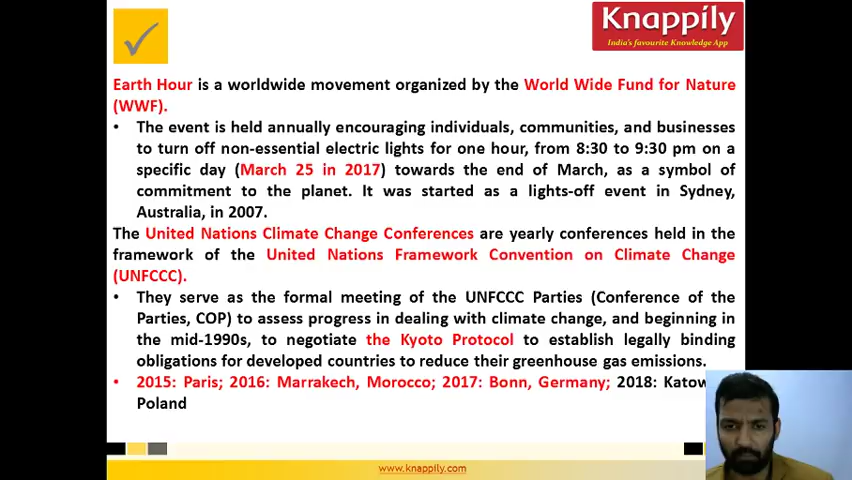 Knappily
India's favourite Knowledge App
Earth Hour is a worldwide movement organized by the World Wide Fund for Nature
(WWF).
• The event is held annually encouraging individuals, communities, and businesses
to turn off non-essential electric lights for one hour, from 8:30 to 9:30 pm on a
specific day (March 25 in 2017) towards the end of March, as a symbol of
commitment to the planet. It was started as a lights-off event in Sydney,
Australia, in 2007.
The United Nations Climate Change Conferences are yearly conferences held in the
framework of the United Nations Framework Convention on Climate Change
(UNFCCC).
• They serve as the formal meeting of the UNFCCC Parties (Conference of the
Parties, COP) to assess progress in dealing with climate change, and beginning in
the mid-1990s, to negotiate the Kyoto Protocol to establish legally binding
obligations for developed countries to reduce their greenhouse gas emissions.
• 2015: Paris; 2016: Marrakech, Morocco; 2017: Bonn, Germany; 2018:
Poland
www.knappily.com